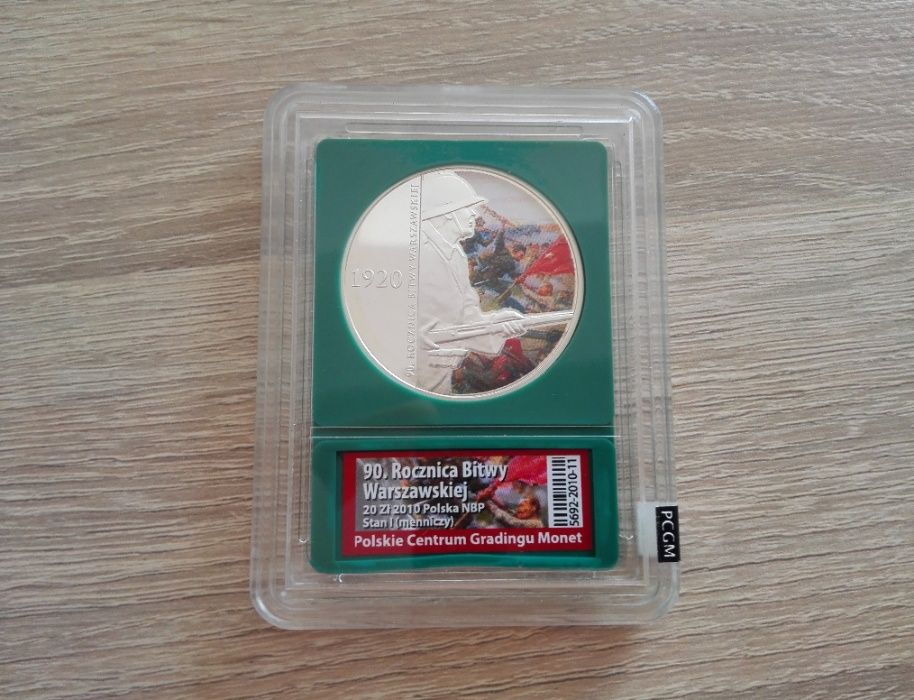 1920
90. ROCZNICA BITWY WARSZAWSKIEJ
90. Rocznica Bitwy
Warszawskiej
20 Zł 2010 Polska NBP
Stan I (menniczy)
5692-2010-11
Polskie Centrum Gradingu Monet
PCGM